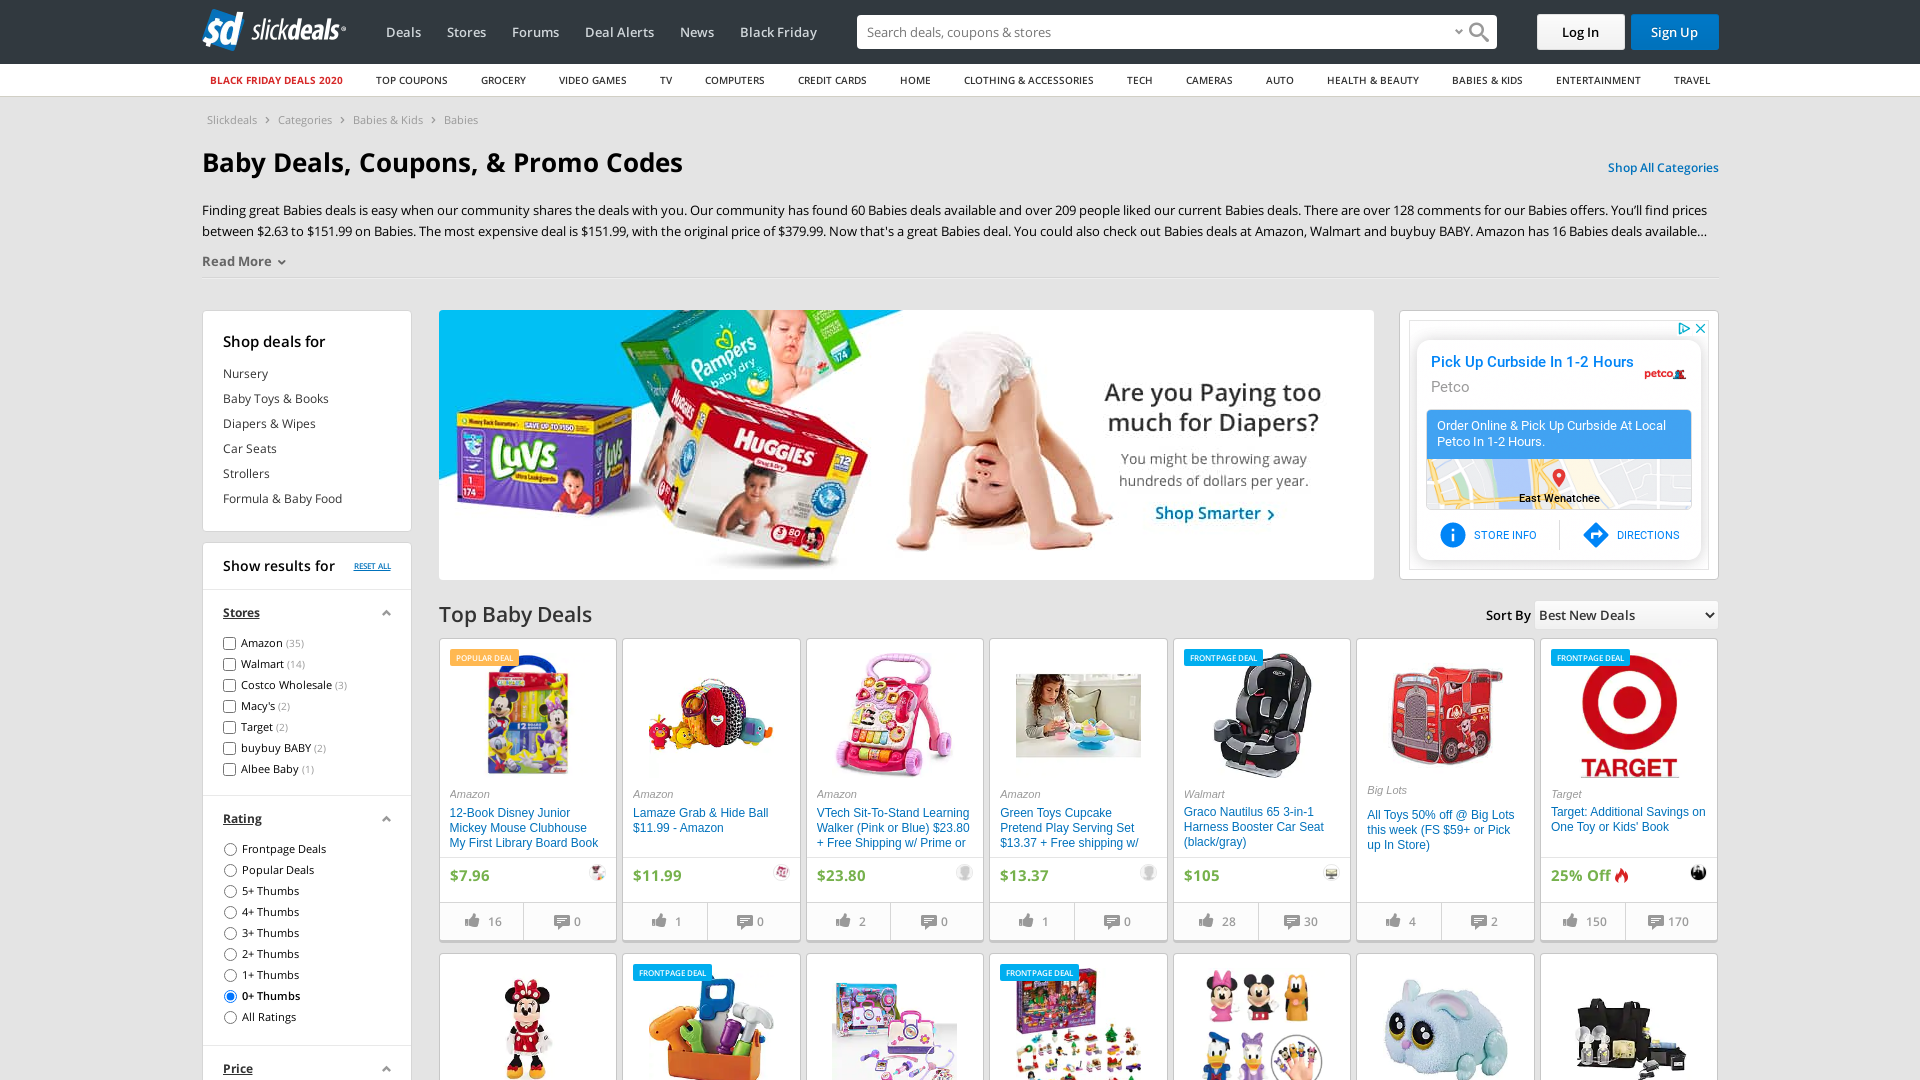 sd slickdeals
Deals
Stores
Forums
Deal Alerts
News
Black Friday
Search deals, coupons & stores
Log In
Sign Up
BLACK FRIDAY DEALS 2020
TOP COUPONS
GROCERY
VIDEO GAMES
TV
COMPUTERS
CREDIT CARDS
HOME
CLOTHING & ACCESSORIES
TECH
CAMERAS
AUTO
HEALTH & BEAUTY
BABIES & KIDS
ENTERTAINMENT
TRAVEL
Slickdeals > Categories > Babies & Kids > Babies
Baby Deals, Coupons, & Promo Codes
Shop All Categories
Finding great Babies deals is easy when our community shares the deals with you. Our community has found 60 Babies deals available and over 209 people liked our current Babies deals. There are over 128 comments for our Babies offers. You’ll find prices
between $2.63 to $151.99 on Babies. The most expensive deal is $151.99, with the original price of $379.99. Now that's a great Babies deal. You could also check out Babies deals at Amazon, Walmart and buybuy BABY. Amazon has 16 Babies deals available...
Read More
Shop deals for
Nursery
Baby Toys & Books
Diapers & Wipes
Car Seats
Strollers
Formula & Baby Food
Show results for
RESET ALL
Stores
Amazon (35)
Walmart (14)
Costco Wholesale (3)
Macy's (2)
Target (2)
buybuy BABY (2)
Albee Baby (1)
Rating
Frontpage Deals
Popular Deals
5+ Thumbs
4+ Thumbs
3+ Thumbs
2+ Thumbs
1+ Thumbs
0+ Thumbs
All Ratings
Price
Pampers
baby dry
174
HUGGIES
Snug & Dry
12
80
SAVE UP TO
Luvs
Ultra Leakguards
1
174
Are you Paying too
much for Diapers?
You might be throwing away
hundreds of dollars per year.
Shop Smarter >
Pick Up Curbside In 1-2 Hours
Petco
petco
Order Online & Pick Up Curbside At Local
Petco In 1-2 Hours.
East Wenatchee
STORE INFO
DIRECTIONS
Top Baby Deals
Sort By
Best New Deals
POPULAR DEAL
Amazon
12-Book Disney Junior
Mickey Mouse Clubhouse
My First Library Board Book
$7.96
16
0
Amazon
Lamaze Grab & Hide Ball
$11.99 - Amazon
$11.99
1
0
Amazon
VTech Sit-To-Stand Learning
Walker (Pink or Blue) $23.80
+ Free Shipping w/ Prime or
$23.80
2
0
Amazon
Green Toys Cupcake
Pretend Play Serving Set
$13.37 + Free shipping w/
$13.37
1
0
FRONTPAGE DEAL
Walmart
Graco Nautilus 65 3-in-1
Harness Booster Car Seat
(black/gray)
$105
28
30
Big Lots
All Toys 50% off @ Big Lots
this week (FS $59+ or Pick
up In Store)
4
2
FRONTPAGE DEAL
TARGET
Target
Target: Additional Savings on
One Toy or Kids' Book
25% Off
150
170
FRONTPAGE DEAL
FRONTPAGE DEAL